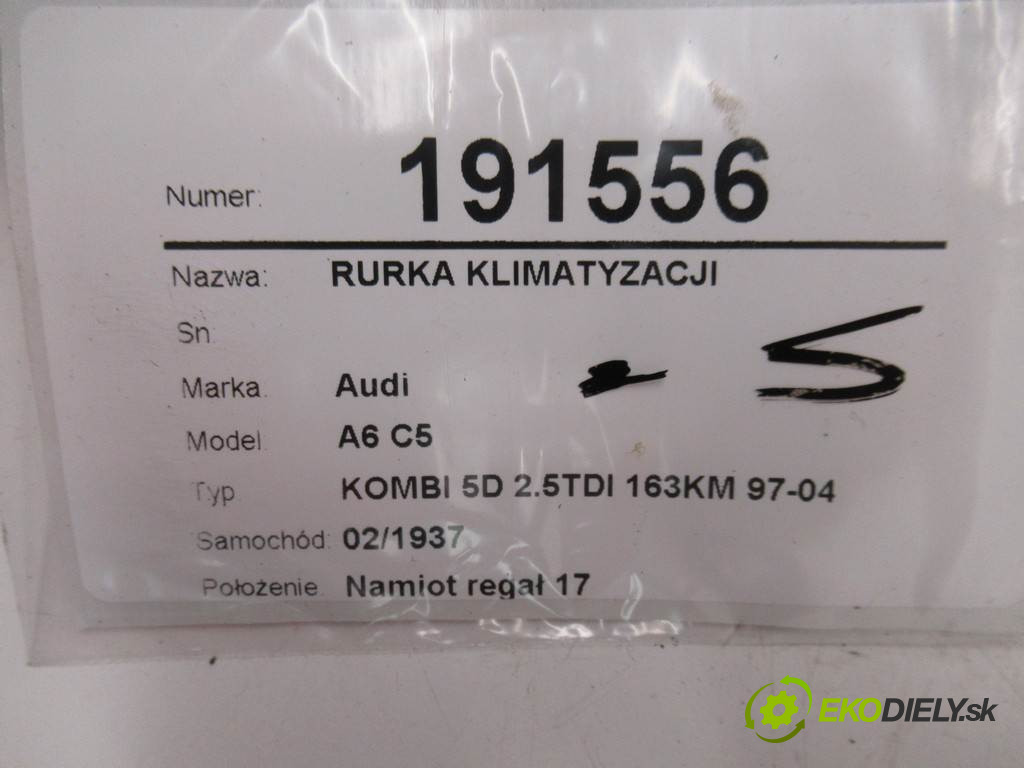 Numer: 191556
Nazwa: RURKA KLIMATYZACJI
Sn
Marka: Audi
Model A6 C5
Typ KOMBI 5D 2.5TDI 163KM 97-04
Samochód: 02/1937
Położenie Namiot regał 17
EKODIELY.sk